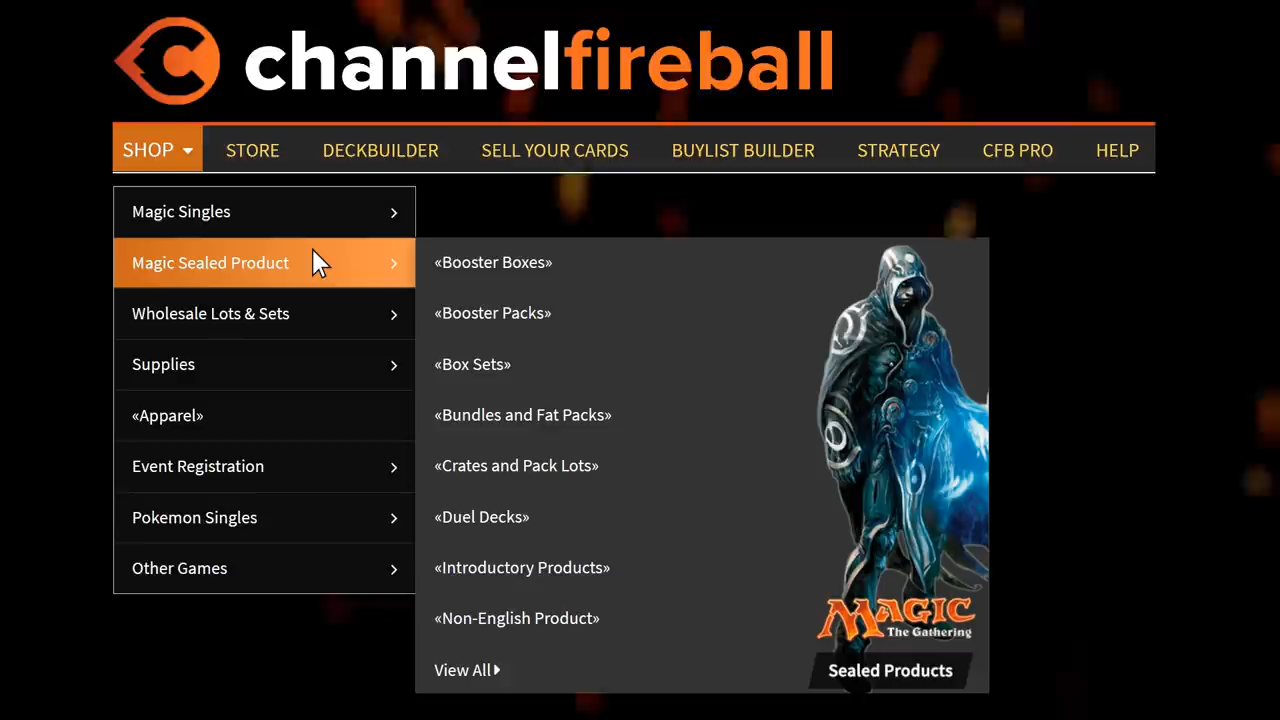 channelfireball
SHOP STORE DECKBUILDER SELL YOUR CARDS BUYLIST BUILDER STRATEGY CFB PRO HELP
Magic Singles
Magic Sealed Product
Wholesale Lots & Sets
Supplies
«Apparel»
Event Registration
Pokemon Singles
Other Games
«Booster Boxes»
«Booster Packs»
«Box Sets»
«Bundles and Fat Packs»
«Crates and Pack Lots»
«Duel Decks»
«Introductory Products»
«Non-English Product»
View All
MAGIC
The Gathering
Sealed Products